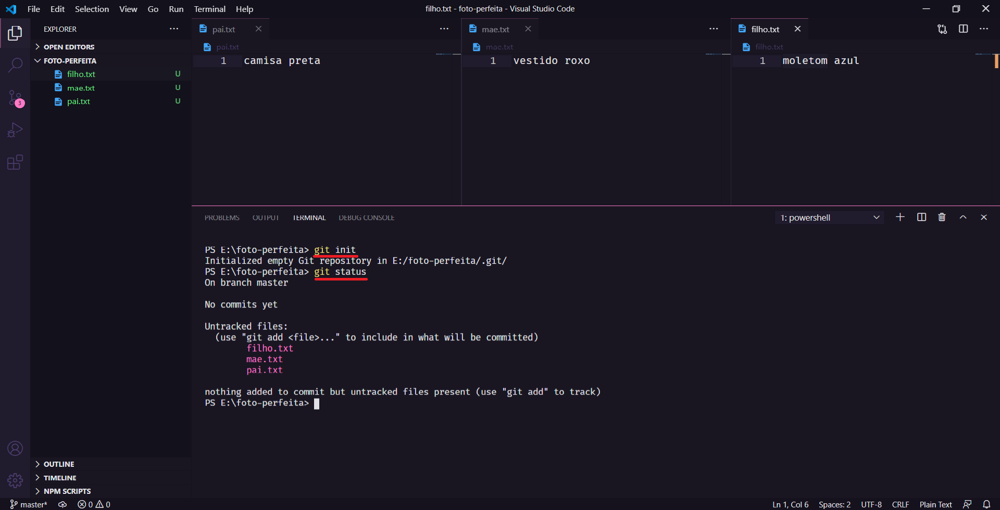 File Edit Selection View Go Run Terminal Help
filho.txt - foto-perfeita - Visual Studio Code
EXPLORER
OPEN EDITORS
FOTO-PERFEITA
filho.txt U
mae.txt U
pai.txt U
3
OUTLINE
TIMELINE
NPM SCRIPTS
pai.txt
pai.txt
1 camisa preta
mae.txt
mae.txt
1 vestido roxo
filho.txt
filho.txt
1 moletom azul
PROBLEMS OUTPUT TERMINAL DEBUG CONSOLE
1: powershell
PS E:\foto-perfeita> git init
Initialized empty Git repository in E:/foto-perfeita/.git/
PS E:\foto-perfeita> git status
On branch master
No commits yet
Untracked files:
(use "git add <file>..." to include in what will be committed)
filho.txt
mae.txt
pai.txt
nothing added to commit but untracked files present (use "git add" to track)
PS E:\foto-perfeita>
master* 0 0
Ln 1, Col 6 Spaces: 2 UTF-8 CRLF Plain Text